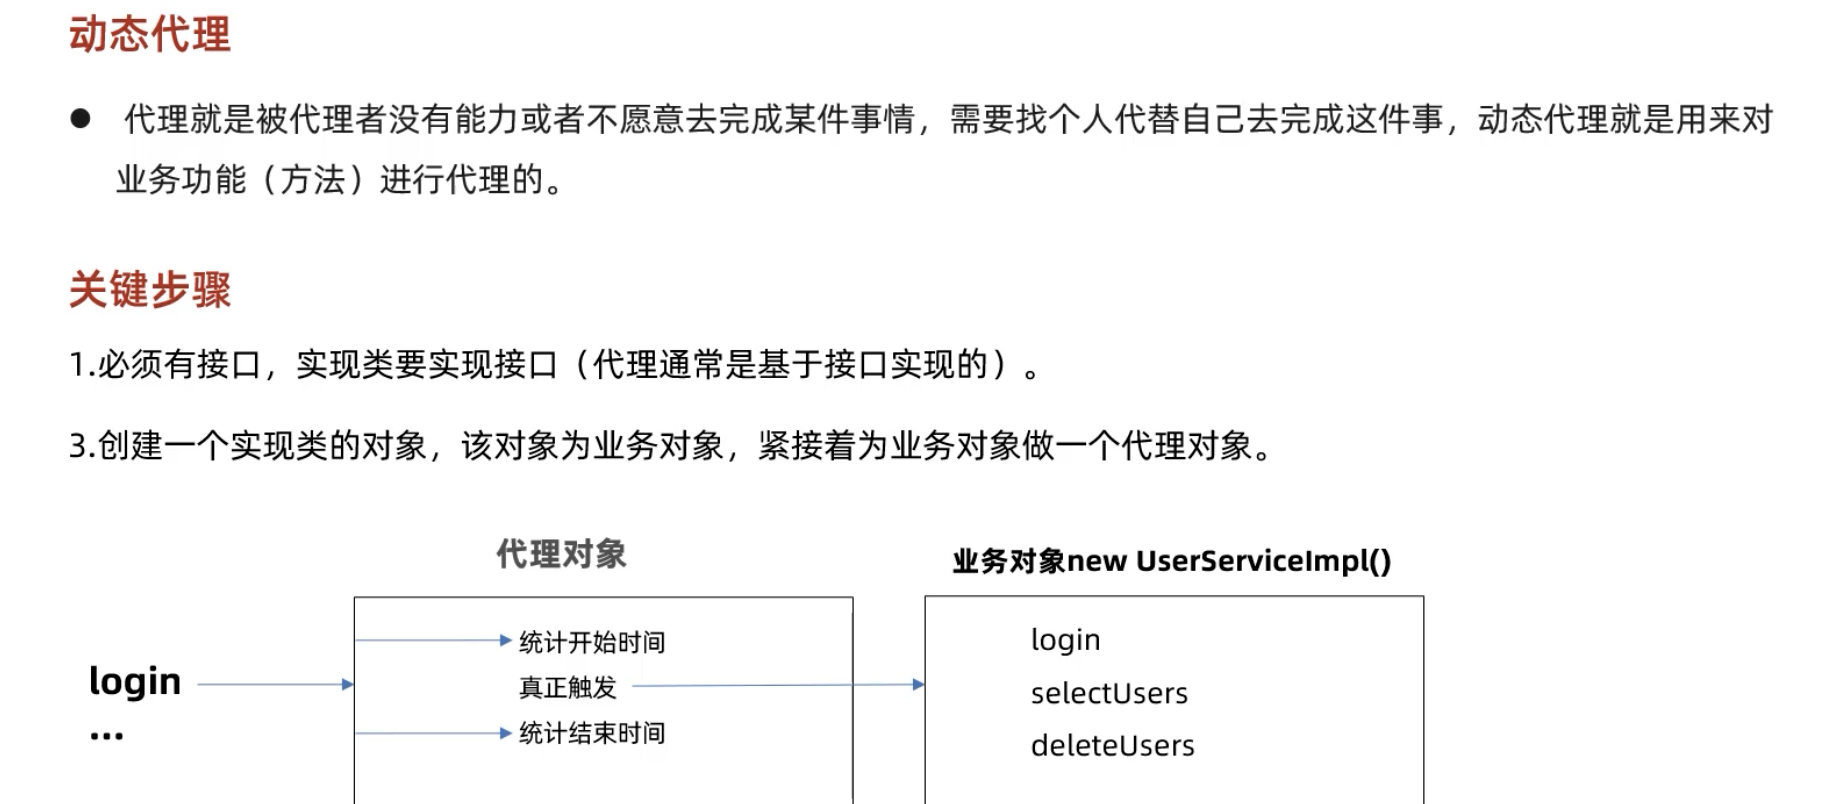 动态代理
● 代理就是被代理者没有能力或者不愿意去完成某件事情，需要找个人代替自己去完成这件事，动态代理就是用来对
业务功能（方法）进行代理的。
关键步骤
1.必须有接口，实现类要实现接口（代理通常是基于接口实现的）。
3.创建一个实现类的对象，该对象为业务对象，紧接着为业务对象做一个代理对象。
代理对象
业务对象new UserServiceImpl()
login
...
统计开始时间
真正触发
统计结束时间
login
selectUsers
deleteUsers